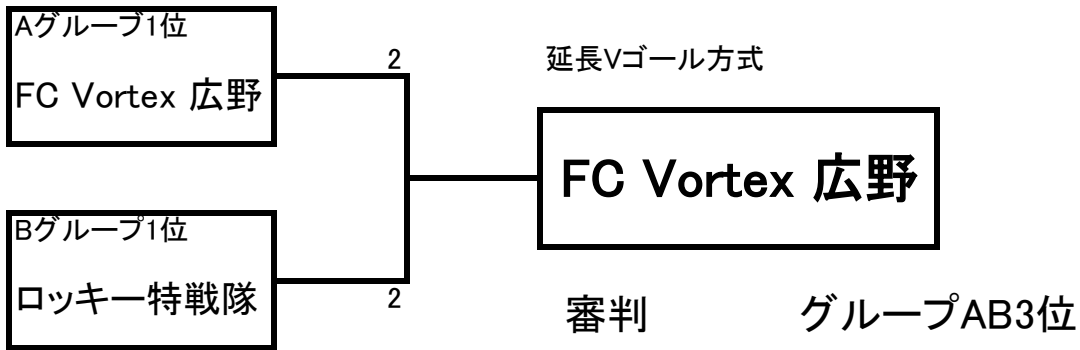 Aグループ1位
FC Vortex 広野
2
延長Vゴール方式
FC Vortex 広野
Bグループ1位
ロッキー特戦隊
2
審判 グループAB3位